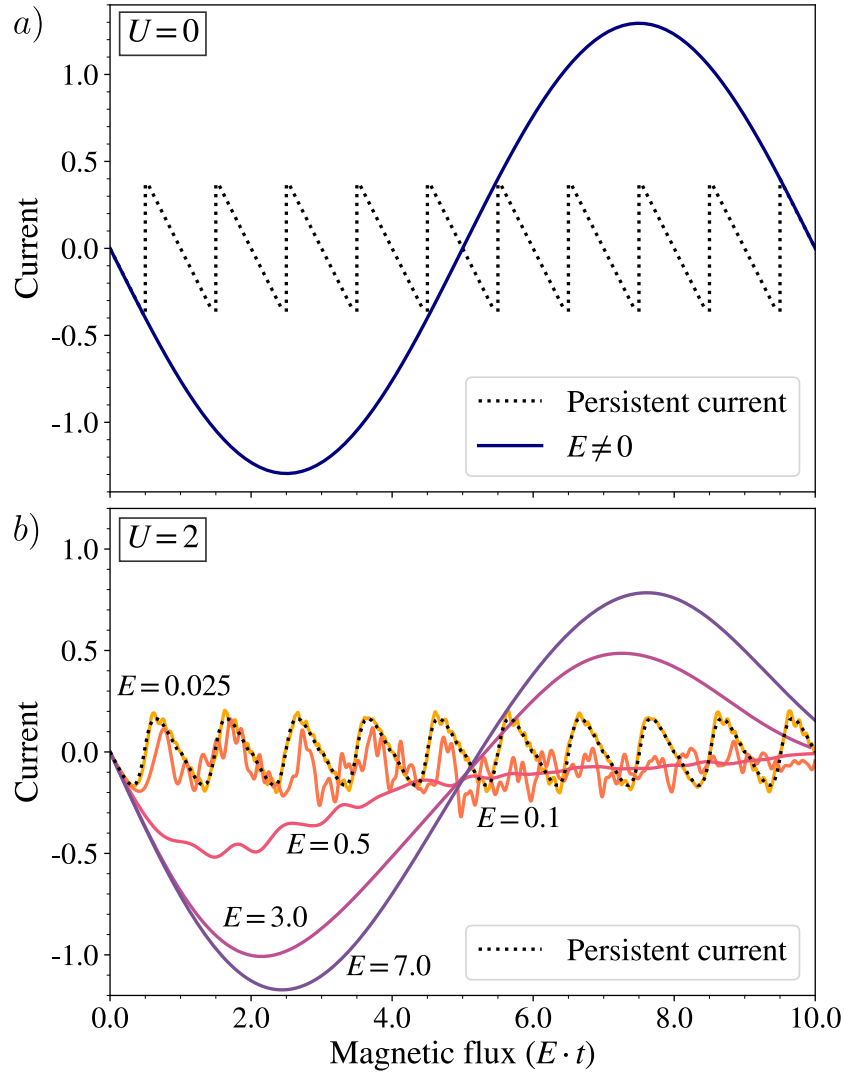 a)
U = 0
1.0
0.5
0.0
-0.5
-1.0
Current
Persistent current
E ≠ 0
b)
U = 2
1.0
0.5
0.0
-0.5
-1.0
Current
E = 0.025
E = 0.1
E = 0.5
E = 3.0
E = 7.0
Persistent current
0.0 2.0 4.0 6.0 8.0 10.0
Magnetic flux (E · t)